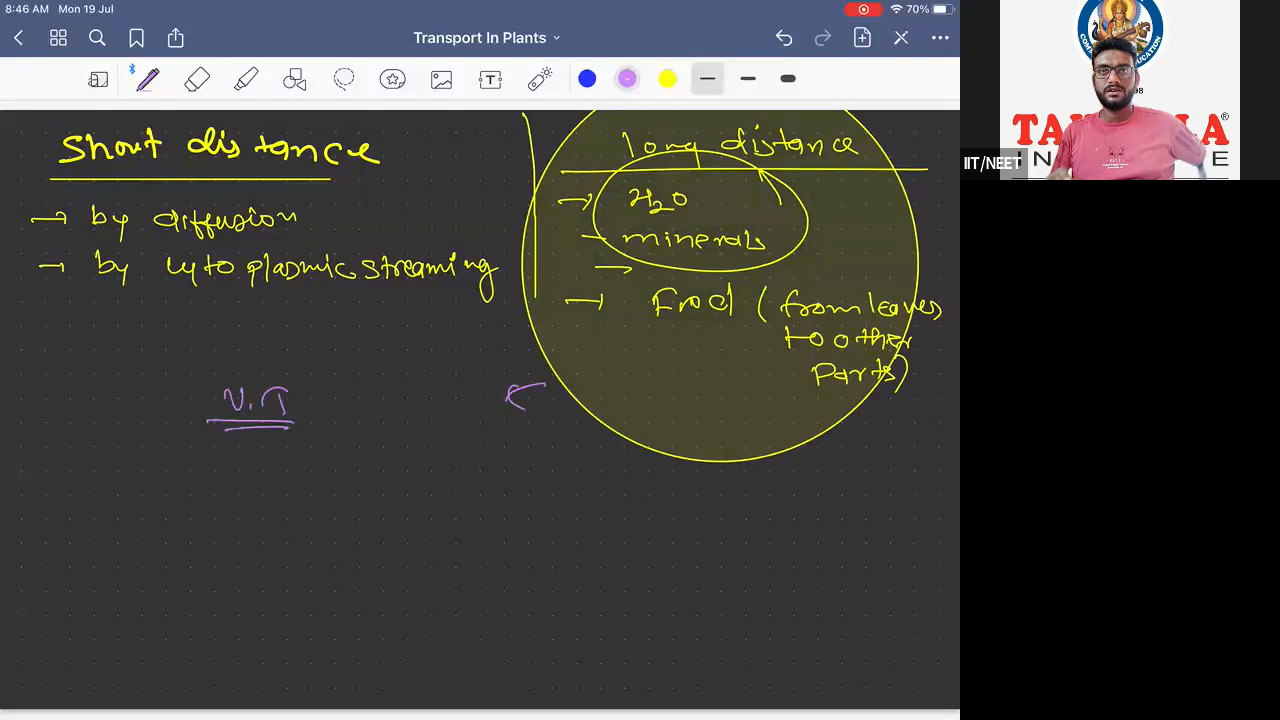 8:46 AM Mon 19 Jul
70%
Transport In Plants
Short distance
→ by diffusion
→ by cytoplasmic streaming
long distance
→ H₂O
– minerals
→
→ Food (from leaves
to other
parts)
V.T
IIT/NEET